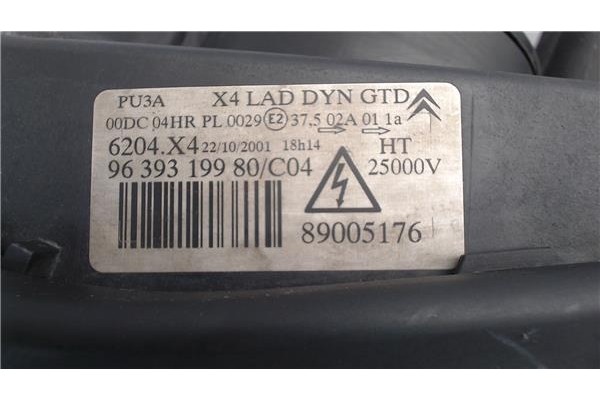 PU3A X4 LAD DYN GTD
00DC 04HR PL 0029 E2 37,5 02A 01 1a
6204.X4 22/10/2001 18h14 HT
96 393 199 80/C04 25000V
89005176